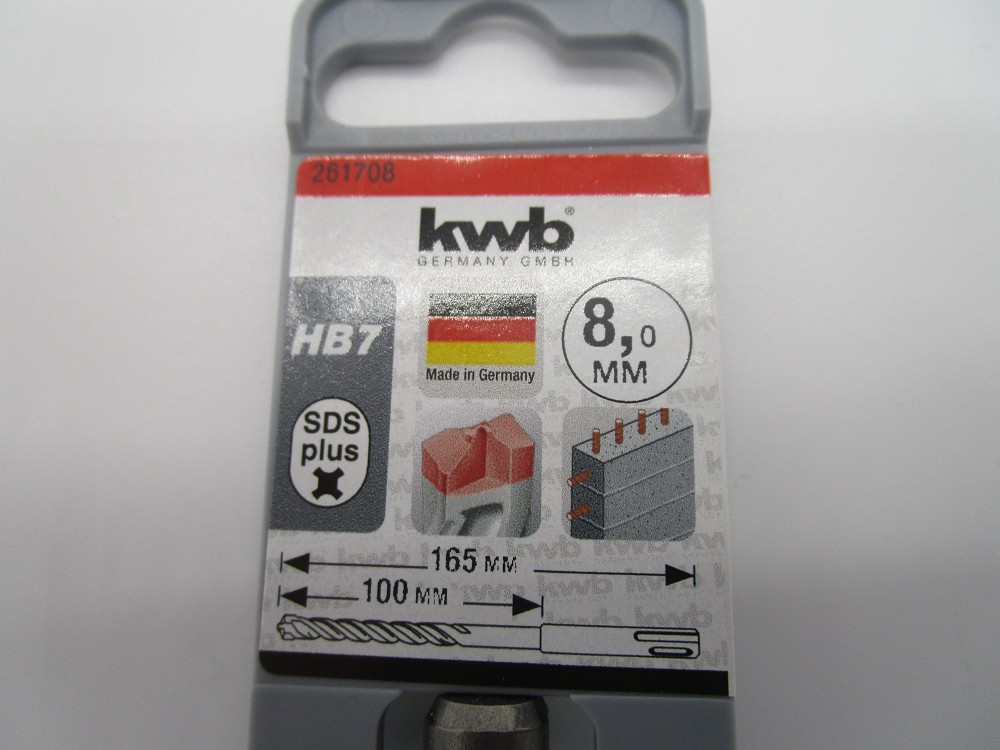 261708
kwb®
GERMANY GMBH
HB7
Made in Germany
8,0
MM
SDS
plus
165 MM
100 MM